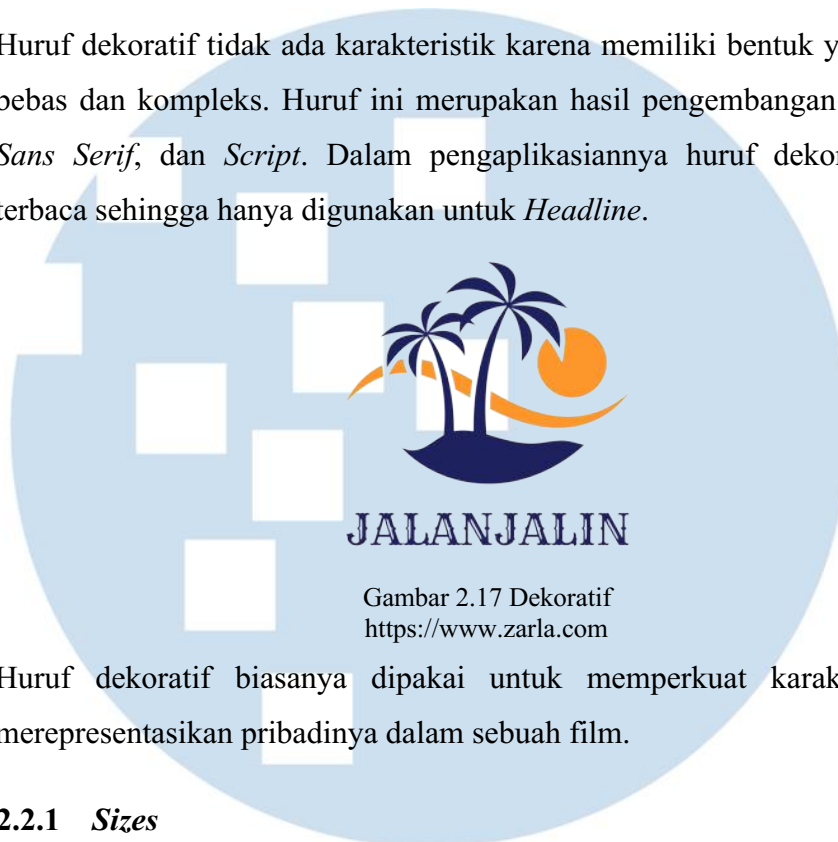 Huruf dekoratif tidak ada karakteristik karena memiliki bentuk y
bebas dan kompleks. Huruf ini merupakan hasil pengembangan
Sans Serif, dan Script. Dalam pengaplikasiannya huruf dekor
terbaca sehingga hanya digunakan untuk Headline.
JALANJALIN
Gambar 2.17 Dekoratif
https://www.zarla.com
Huruf dekoratif biasanya dipakai untuk memperkuat karak
merepresentasikan pribadinya dalam sebuah film.
2.2.1 Sizes